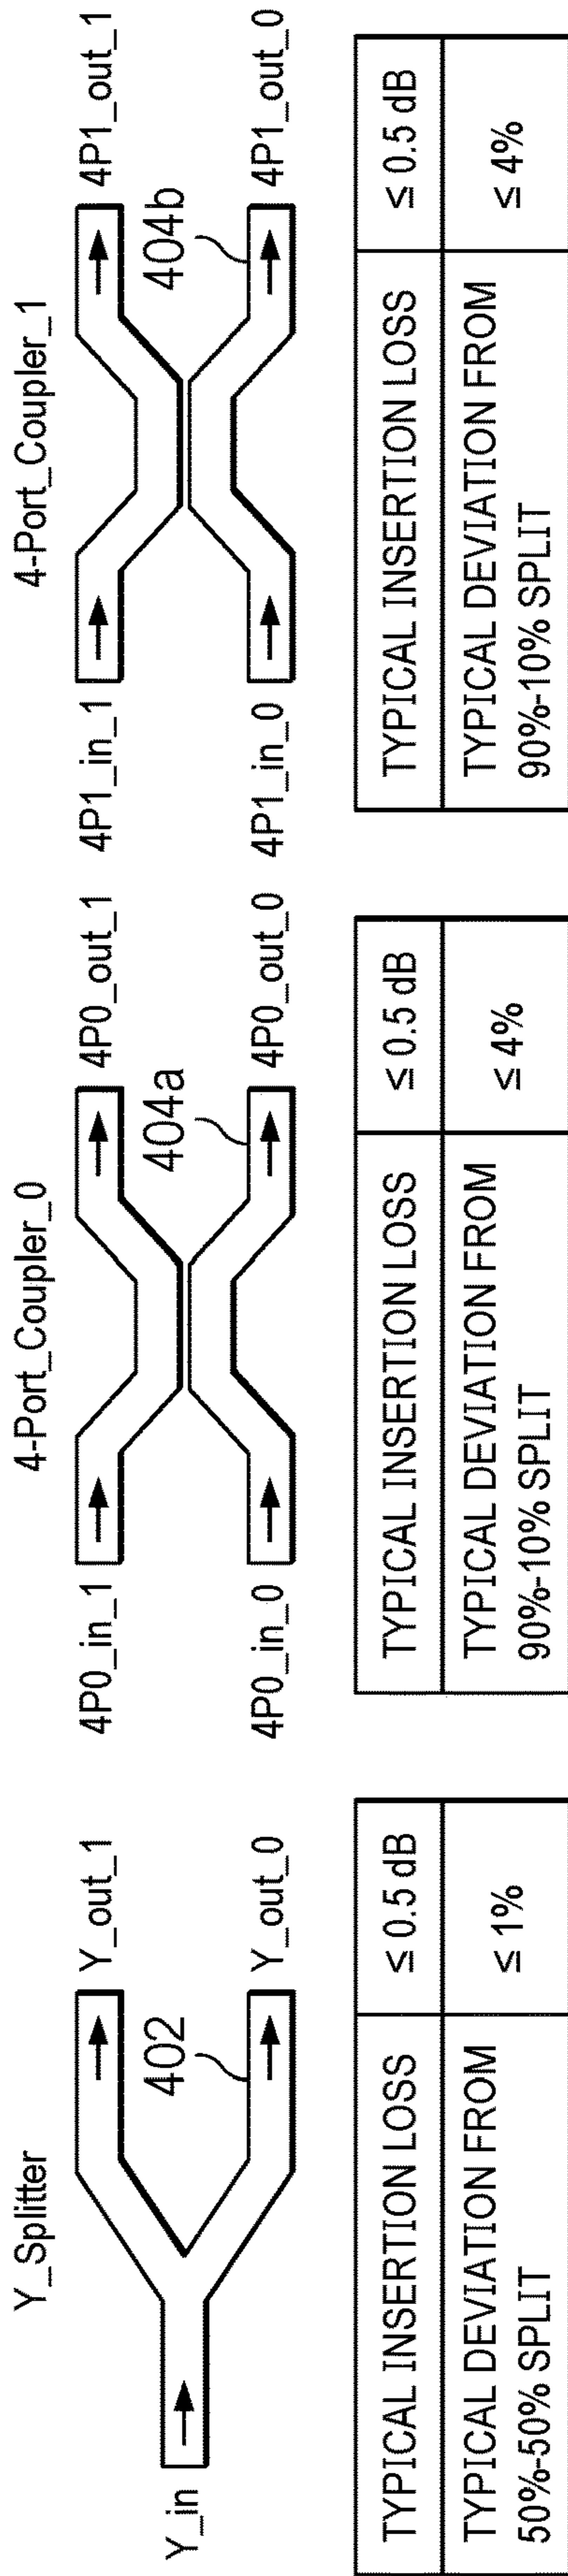 Y_Splitter
Y_in
Y_out_1
402
Y_out_0
TYPICAL INSERTION LOSS
≤ 0.5 dB
TYPICAL DEVIATION FROM
50%-50% SPLIT
≤ 1%
4-Port_Coupler_0
4P0_in_1
4P0_out_1
404a
4P0_in_0
4P0_out_0
TYPICAL INSERTION LOSS
≤ 0.5 dB
TYPICAL DEVIATION FROM
90%-10% SPLIT
≤ 4%
4-Port_Coupler_1
4P1_in_1
4P1_out_1
404b
4P1_in_0
4P1_out_0
TYPICAL INSERTION LOSS
≤ 0.5 dB
TYPICAL DEVIATION FROM
90%-10% SPLIT
≤ 4%